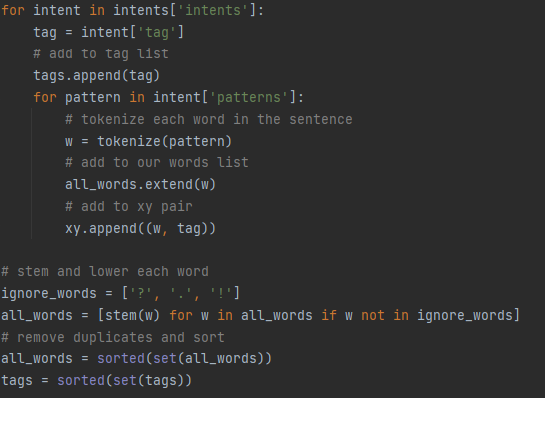 for intent in intents['intents']:
    tag = intent['tag']
    # add to tag list
    tags.append(tag)
    for pattern in intent['patterns']:
        # tokenize each word in the sentence
        w = tokenize(pattern)
        # add to our words list
        all_words.extend(w)
        # add to xy pair
        xy.append((w, tag))

# stem and lower each word
ignore_words = ['?', '.', '!']
all_words = [stem(w) for w in all_words if w not in ignore_words]
# remove duplicates and sort
all_words = sorted(set(all_words))
tags = sorted(set(tags))